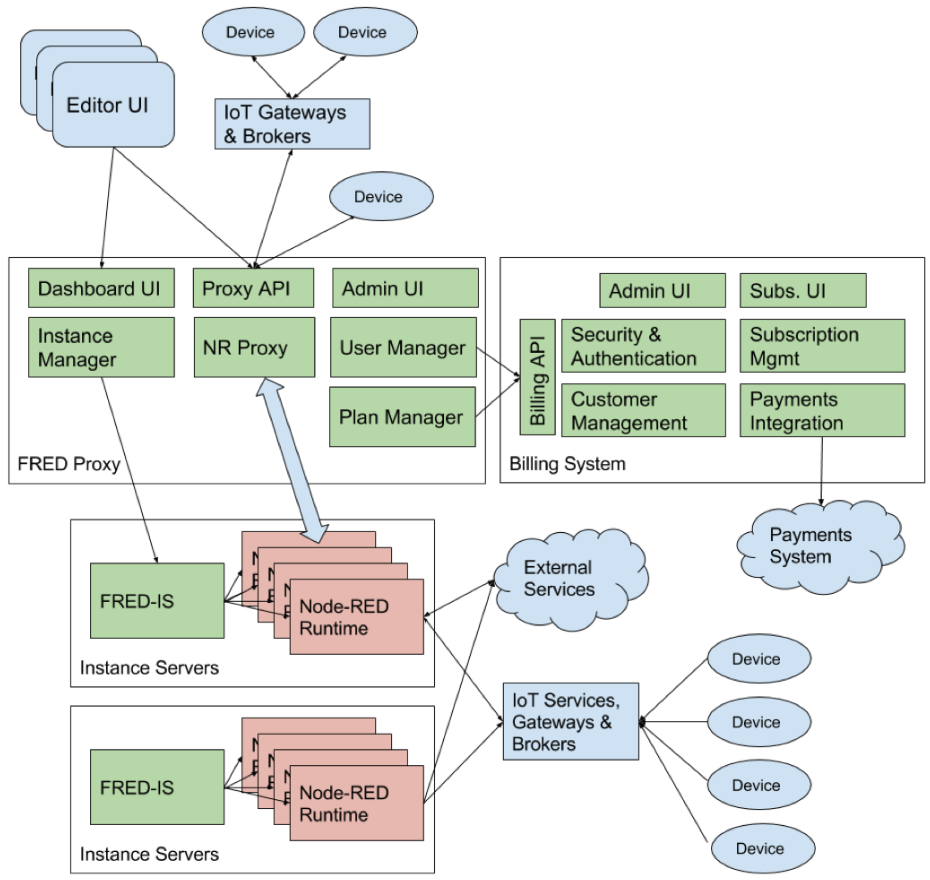 Editor UI
Device
Device
IoT Gateways
& Brokers
Device
Dashboard UI
Proxy API
Admin UI
Instance
Manager
NR Proxy
User Manager
Plan Manager
FRED Proxy
Admin UI
Subs. UI
Billing API
Security &
Authentication
Subscription
Mgmt
Customer
Management
Payments
Integration
Billing System
Payments
System
FRED-IS
N
E
N
E
N
E
Node-RED
Runtime
Instance Servers
External
Services
IoT Services,
Gateways &
Brokers
Device
Device
Device
Device
FRED-IS
N
E
N
E
N
E
Node-RED
Runtime
Instance Servers